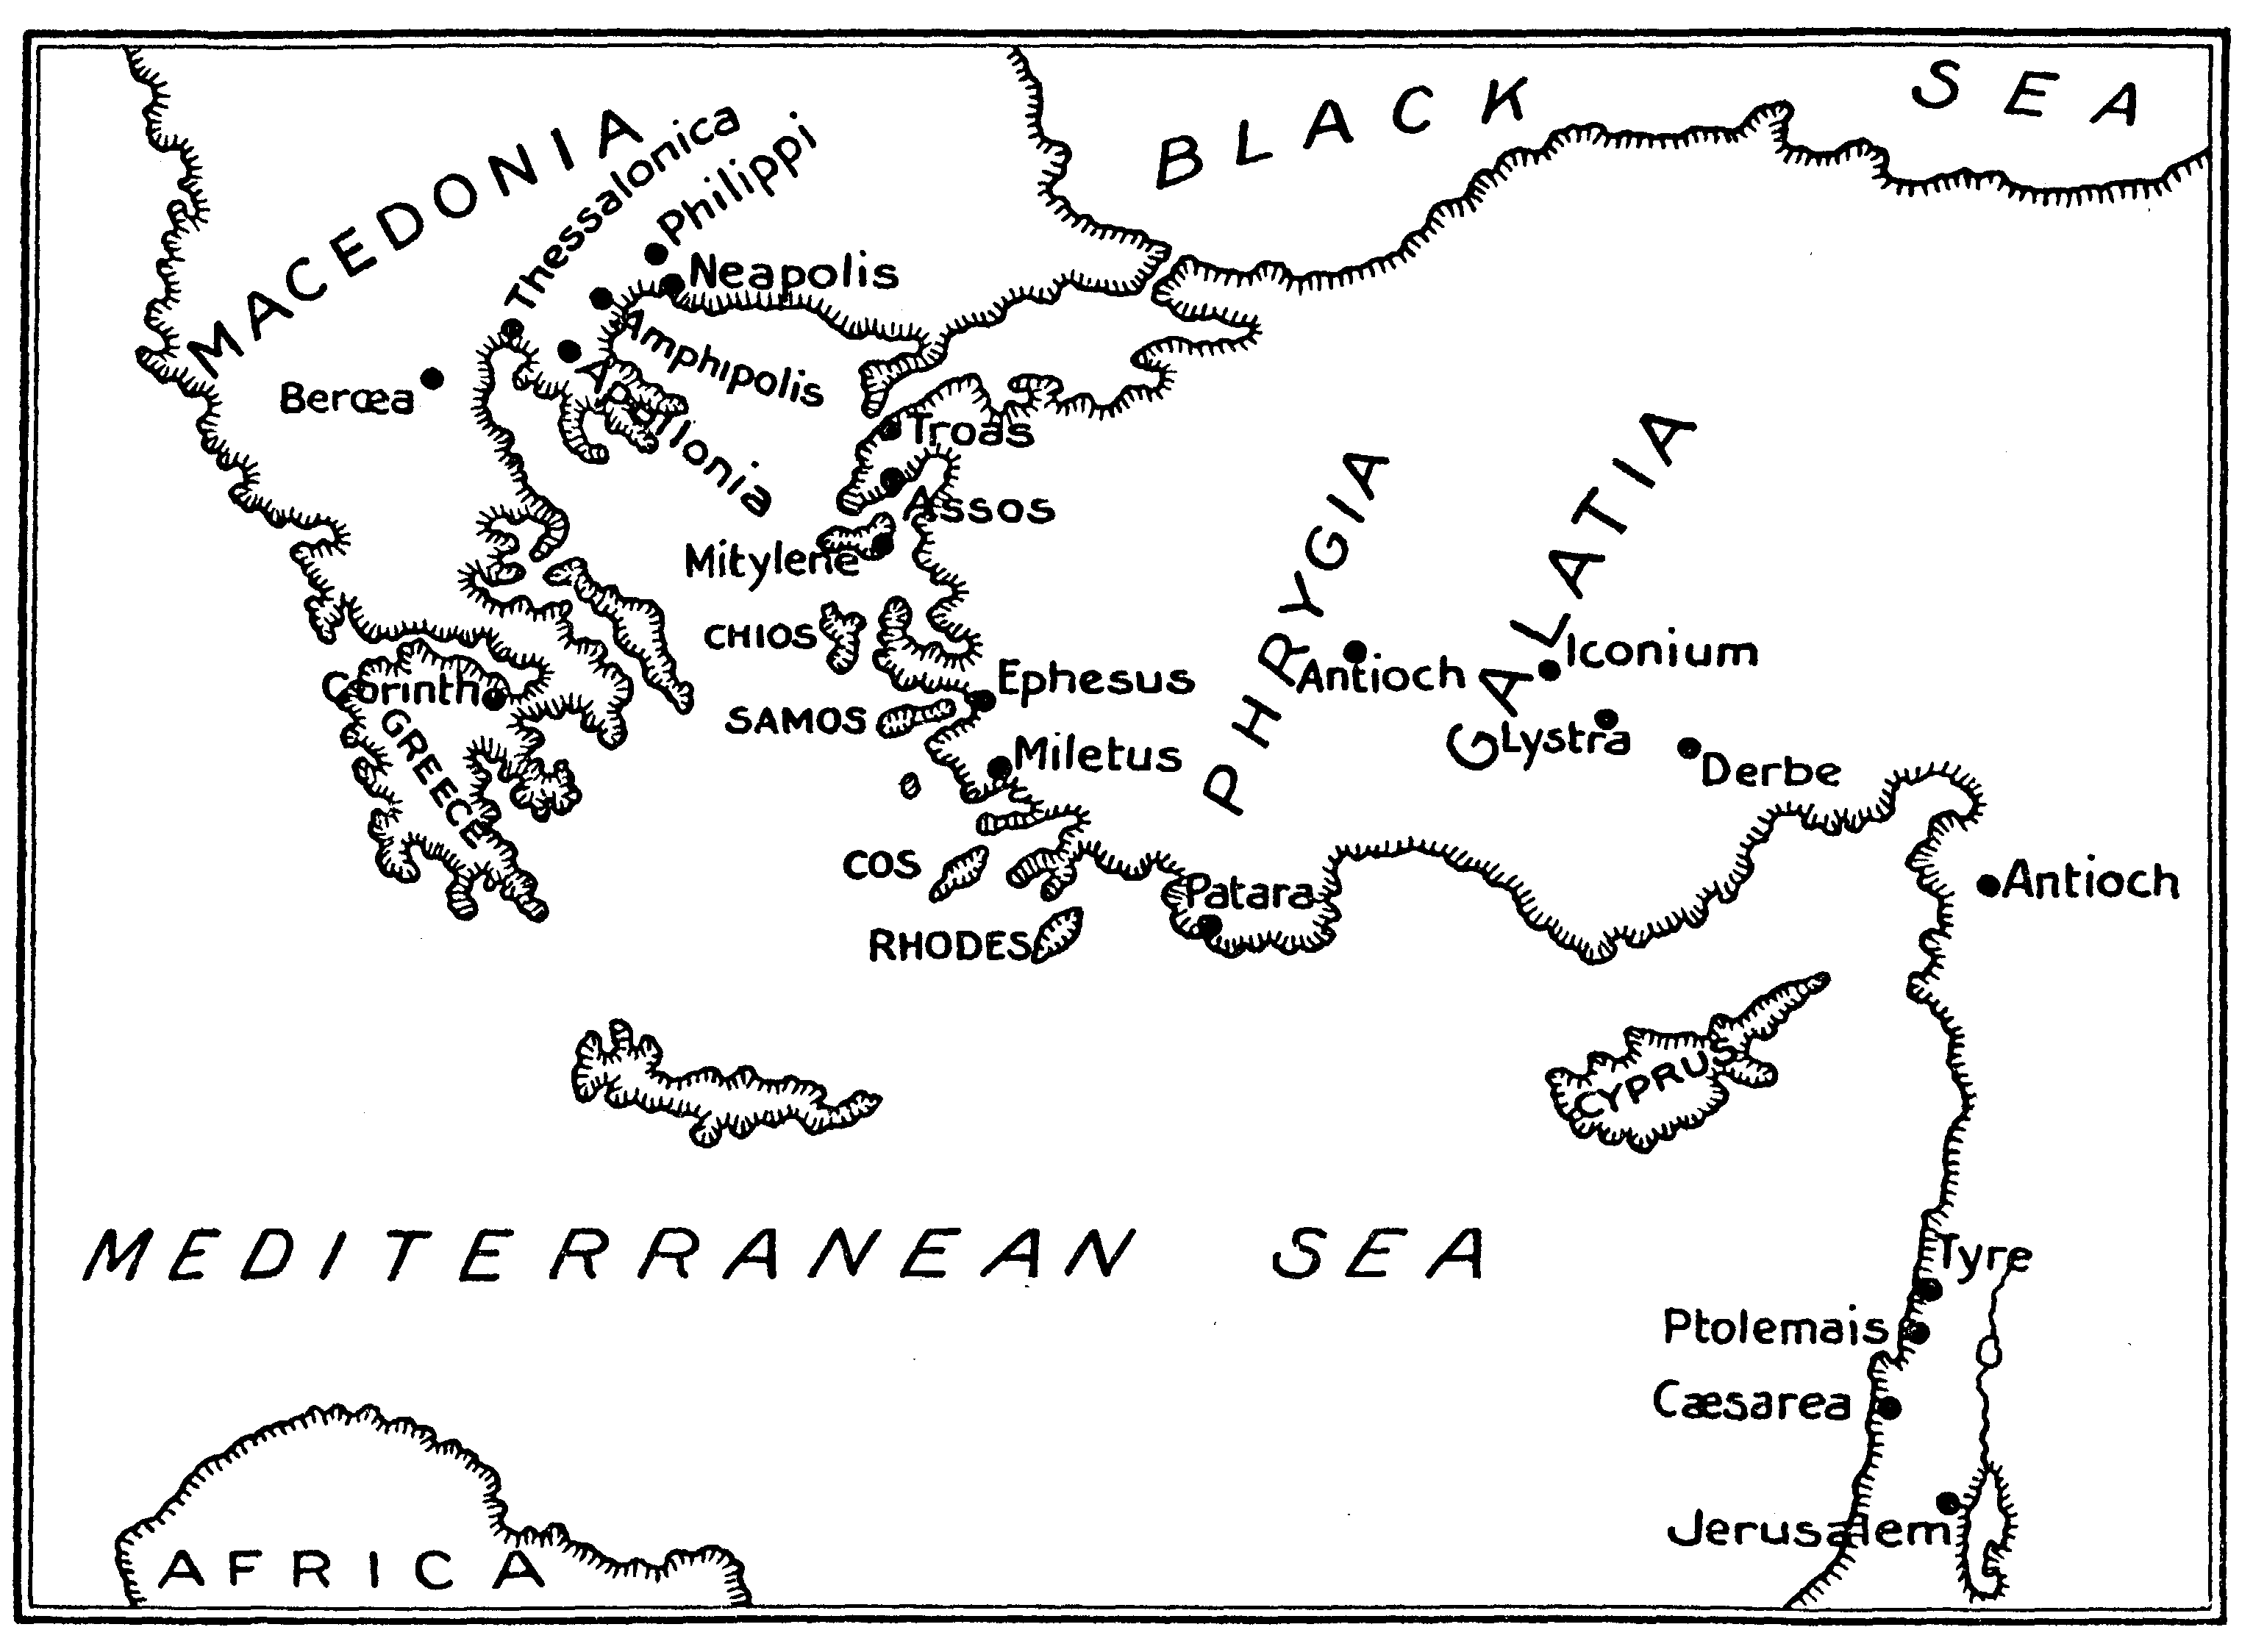 BLACK SEA
MACEDONIA
Thessalonica
Philippi
Neapolis
Amphipolis
Apollonia
Berœa
Troas
Assos
Mitylene
PHRYGIA
GALATIA
CHIOS
Iconium
Antioch
Ephesus
Corinth
GREECE
SAMOS
Lystra
Miletus
Derbe
COS
Patara
Antioch
RHODES
CYPRUS
MEDITERRANEAN SEA
Tyre
Ptolemais
Cæsarea
Jerusalem
AFRICA